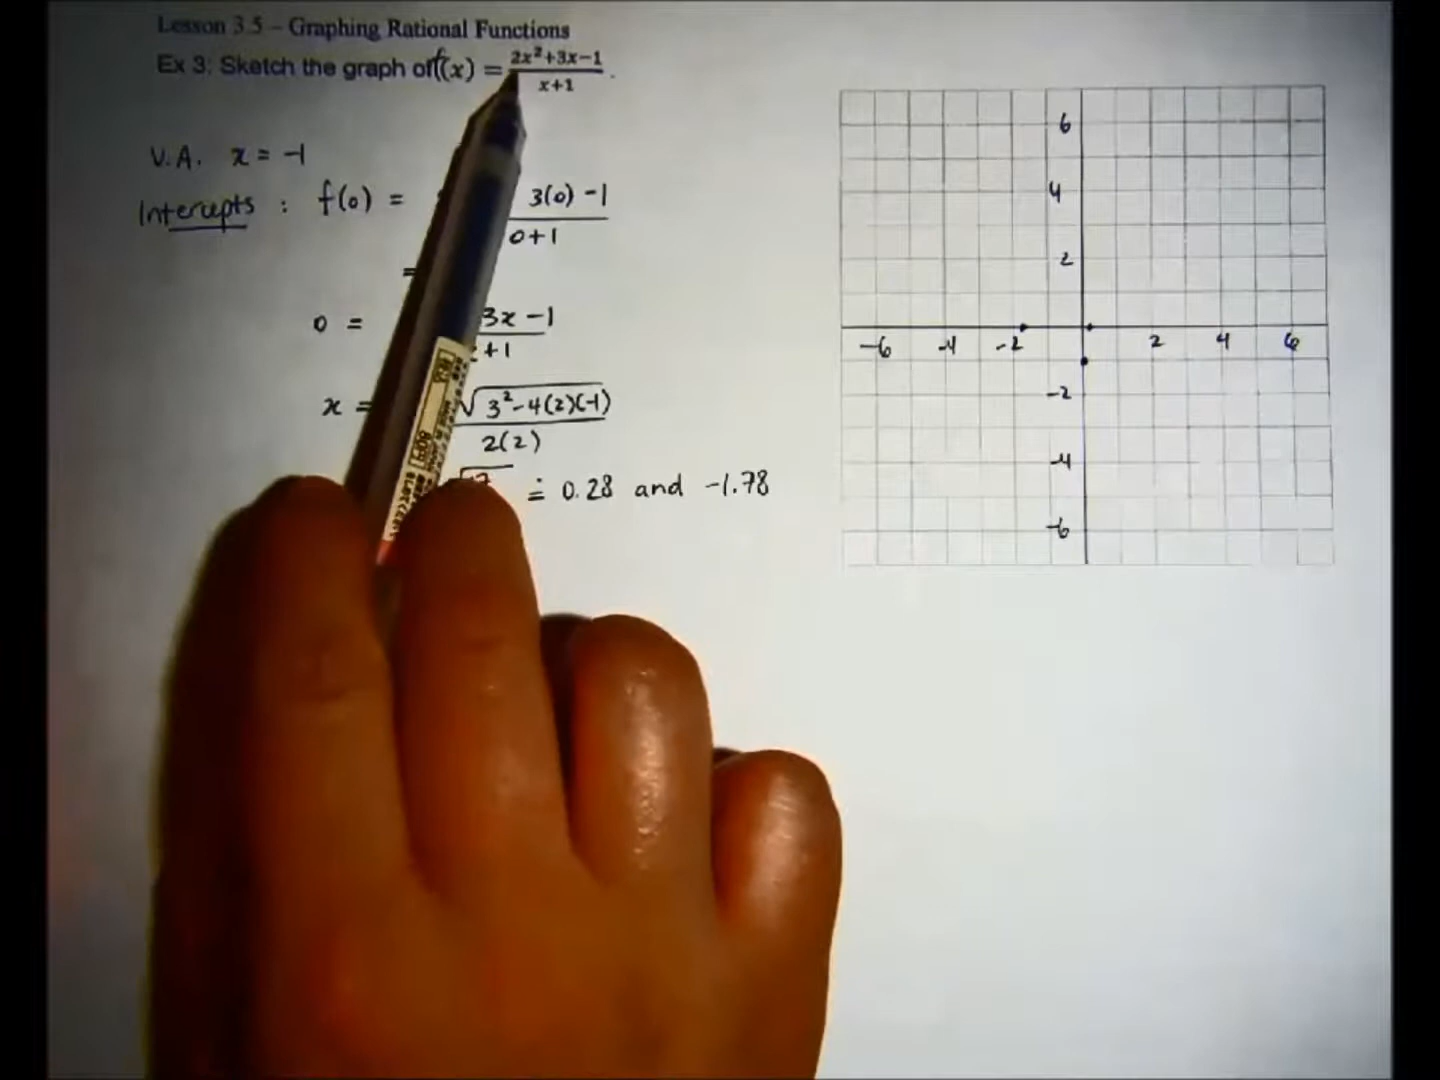 Lesson 3.5 – Graphing Rational Functions
Ex 3: Sketch the graph of f(x) = 2x²+3x−1 / x+1 .
V.A. x = -1
Intercepts : f(0) = 3(0) -1 / 0+1
=
0 = 3x -1 / +1
x = √3²-4(2)(-1) / 2(2)
≐ 0.28 and -1.78
6
4
2
-6 -4 -2 2 4 6
-2
-4
-6